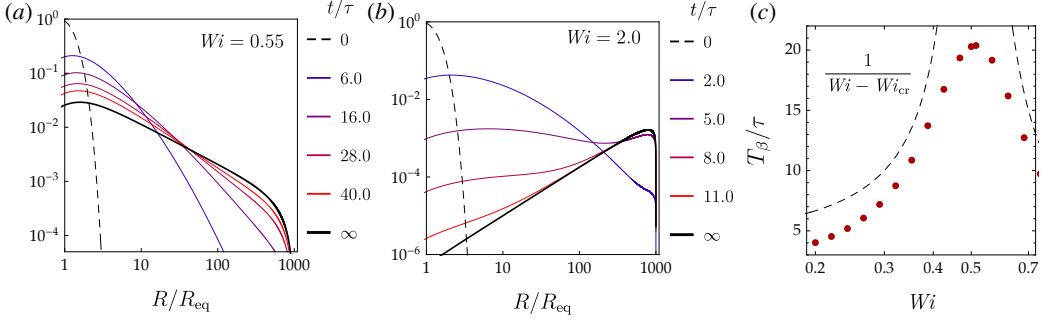 (a)
t/τ
Wi = 0.55
10^0
10^-1
10^-2
10^-3
10^-4
1 10 100 1000
R/R_eq
0
6.0
16.0
28.0
40.0
∞
(b)
t/τ
Wi = 2.0
10^0
10^-2
10^-4
10^-6
1 10 100 1000
R/R_eq
0
2.0
5.0
8.0
11.0
∞
(c)
T_β/τ
20
15
10
5
1
Wi − Wi_cr
0.2 0.3 0.4 0.5 0.7
Wi